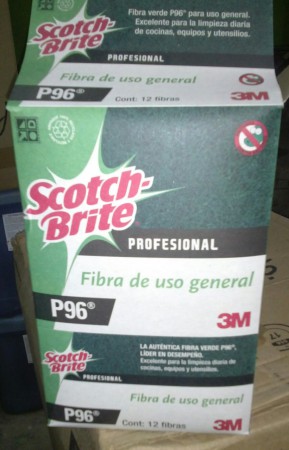 Fibra verde P96® para uso general.
Excelente para la limpieza diaria
de cocinas, equipos y utensilios.
Scotch-
Brite
PROFESIONAL
Fibra de uso general
P96®
Cont: 12 fibras
3M
Scotch-
Brite
PROFESIONAL
Fibra de uso general
P96®
3M
Scotch-
Brite
PROFESIONAL
LA AUTÉNTICA FIBRA VERDE P96®,
LÍDER EN DESEMPEÑO.
Excelente para la limpieza diaria de
cocinas, equipos y utensilios.
Fibra de uso general
P96®
Cont: 12 fibras
3M
17